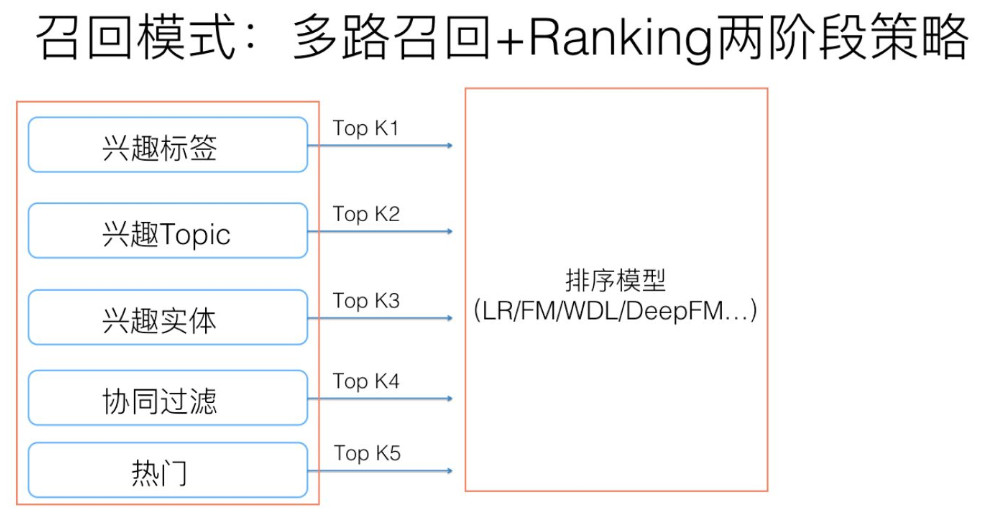 召回模式：多路召回+Ranking两阶段策略
兴趣标签
Top K1
兴趣Topic
Top K2
兴趣实体
Top K3
协同过滤
Top K4
热门
Top K5
排序模型
（LR/FM/WDL/DeepFM…）